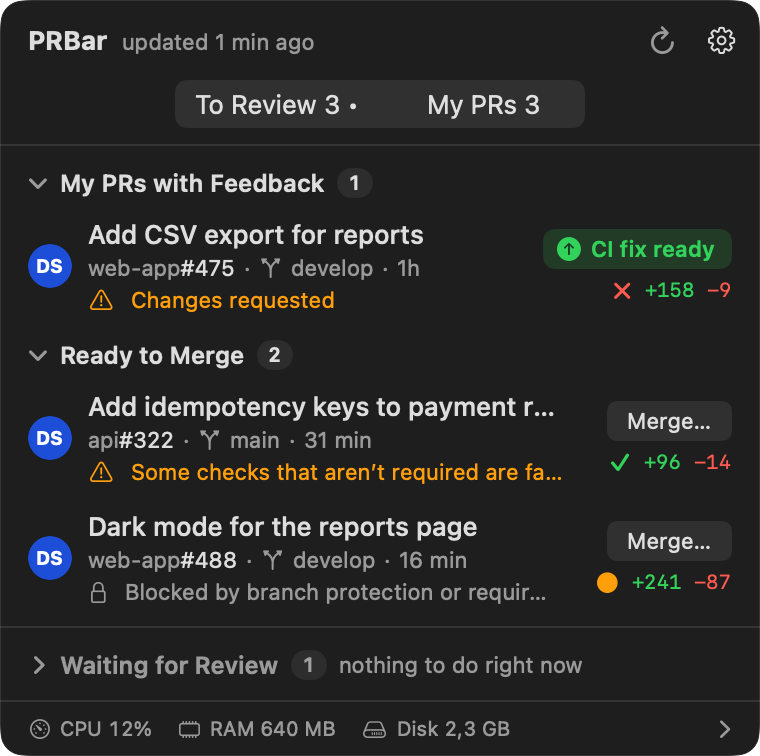 PRBar updated 1 min ago
To Review 3 • My PRs 3
My PRs with Feedback 1
Add CSV export for reports
DS
web-app#475 · develop · 1h
CI fix ready
Changes requested
+158 −9
Ready to Merge 2
Add idempotency keys to payment r...
DS
api#322 · main · 31 min
Merge...
Some checks that aren't required are fa...
+96 −14
Dark mode for the reports page
DS
web-app#488 · develop · 16 min
Merge...
Blocked by branch protection or requir...
+241 −87
Waiting for Review 1 nothing to do right now
CPU 12% RAM 640 MB Disk 2,3 GB